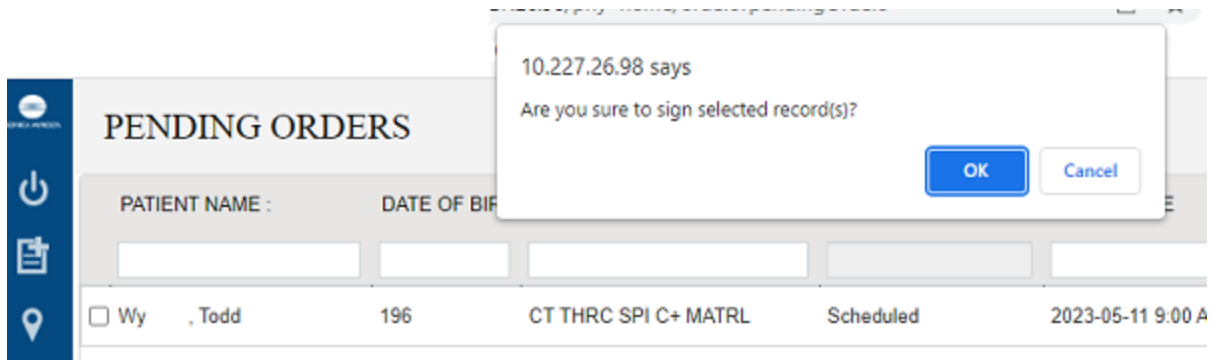 10.227.26.98 says
Are you sure to sign selected record(s)?
OK Cancel
PENDING ORDERS
PATIENT NAME : DATE OF
Wy , Todd 196 CT THRC SPI C+ MATRL Scheduled 2023-05-11 9:00